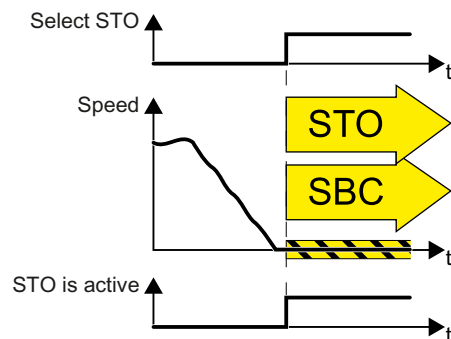 Select STO
t
Speed
STO
SBC
t
STO is active
t